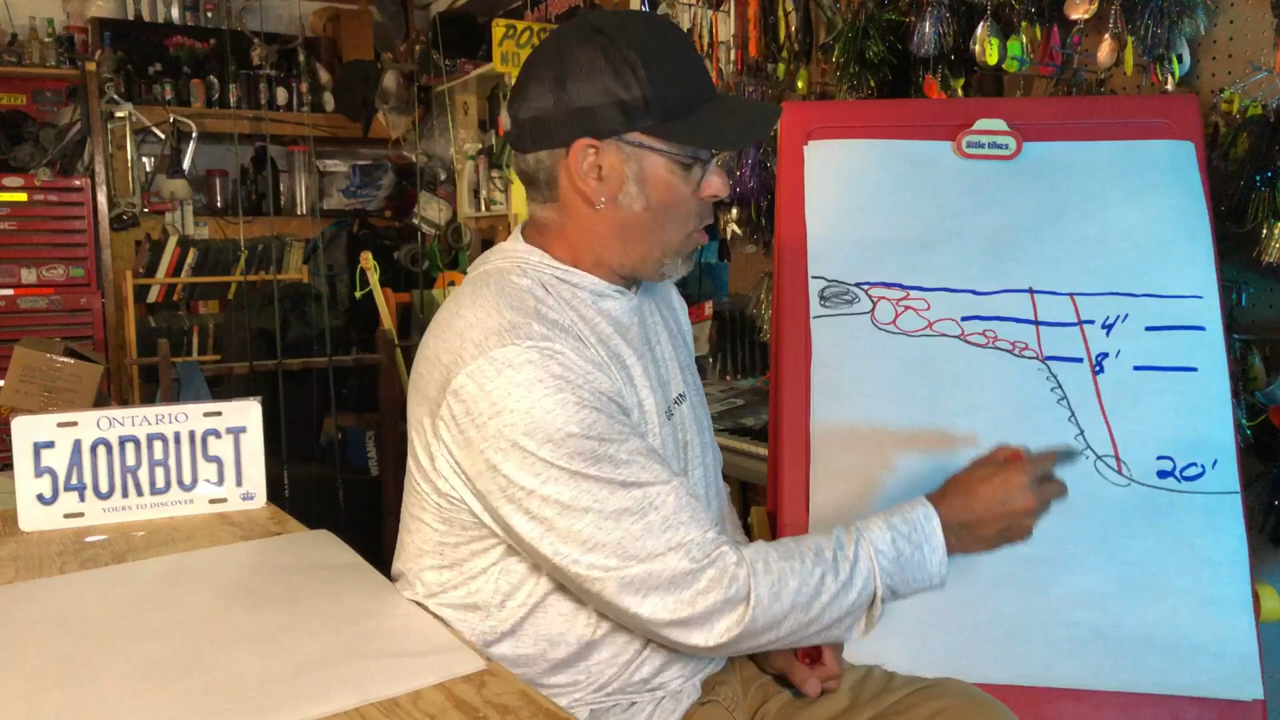 POS
NO
little tikes
4'
8'
20'
ONTARIO
54ORBUST
YOURS TO DISCOVER